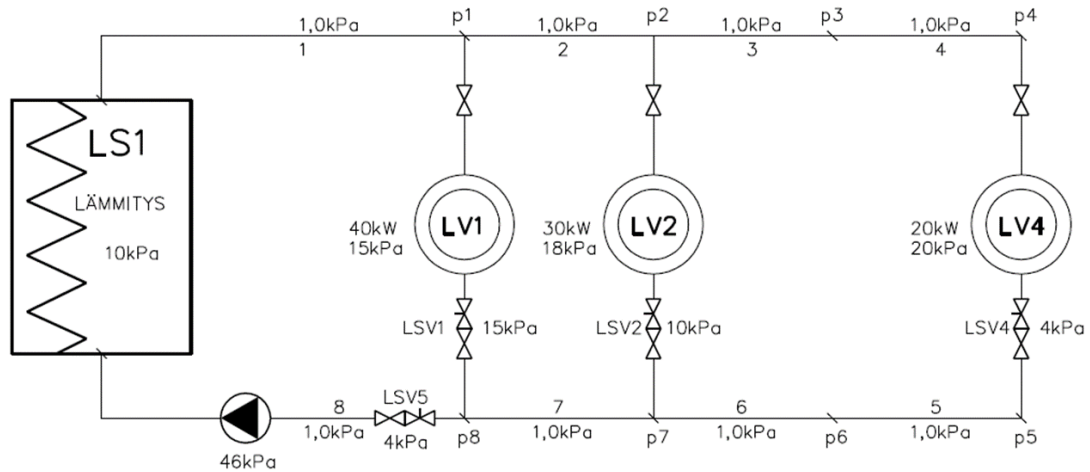 p1
p2
p3
p4
1,0kPa
1
1,0kPa
2
1,0kPa
3
1,0kPa
4
LS1
LÄMMITYS
10kPa
40kW
15kPa
LV1
30kW
18kPa
LV2
20kW
20kPa
LV4
LSV1
15kPa
LSV2
10kPa
LSV4
4kPa
LSV5
8
1,0kPa
4kPa
p8
7
1,0kPa
p7
6
1,0kPa
p6
5
1,0kPa
p5
46kPa